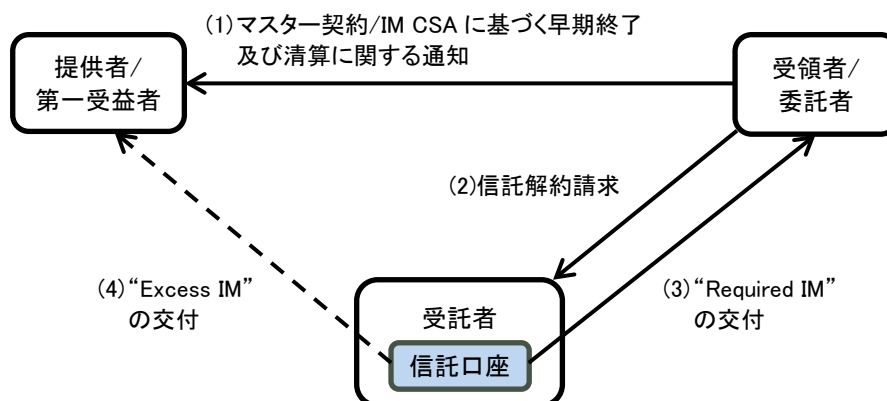 (1)マスター契約/IM CSA に基づく早期終了
及び清算に関する通知
提供者/
第一受益者
受領者/
委託者
(2)信託解約請求
(4)“Excess IM”
の交付
(3)“Required IM”
の交付
受託者
信託口座